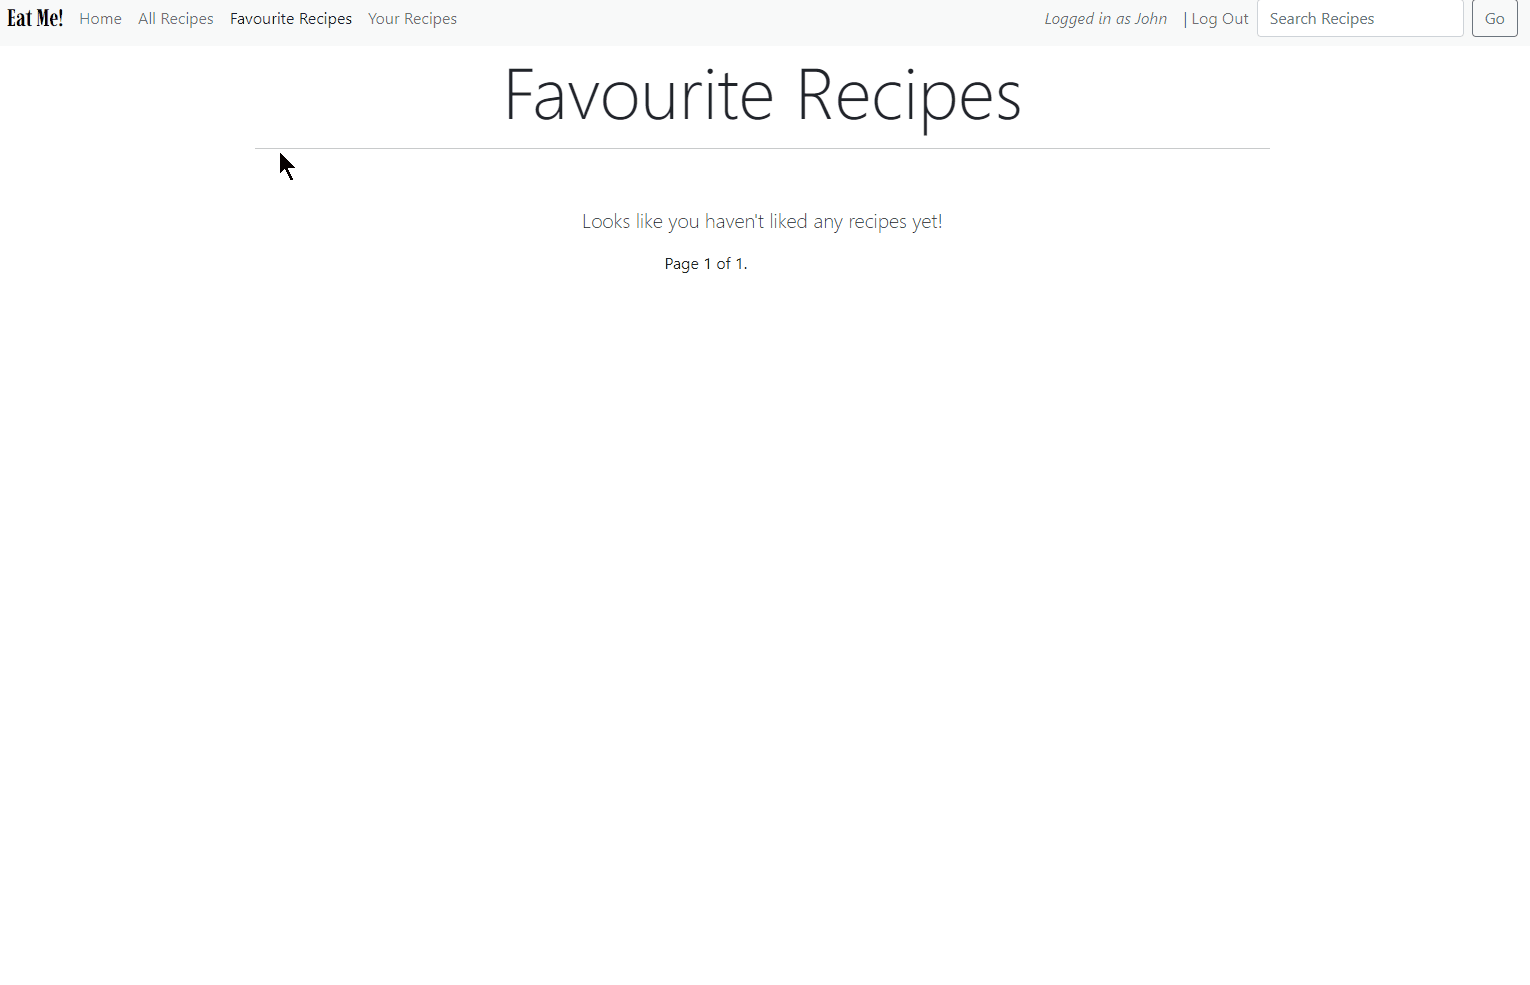 Eat Me! Home All Recipes Favourite Recipes Your Recipes Logged in as John | Log Out Search Recipes Go
Favourite Recipes
Looks like you haven't liked any recipes yet!
Page 1 of 1.